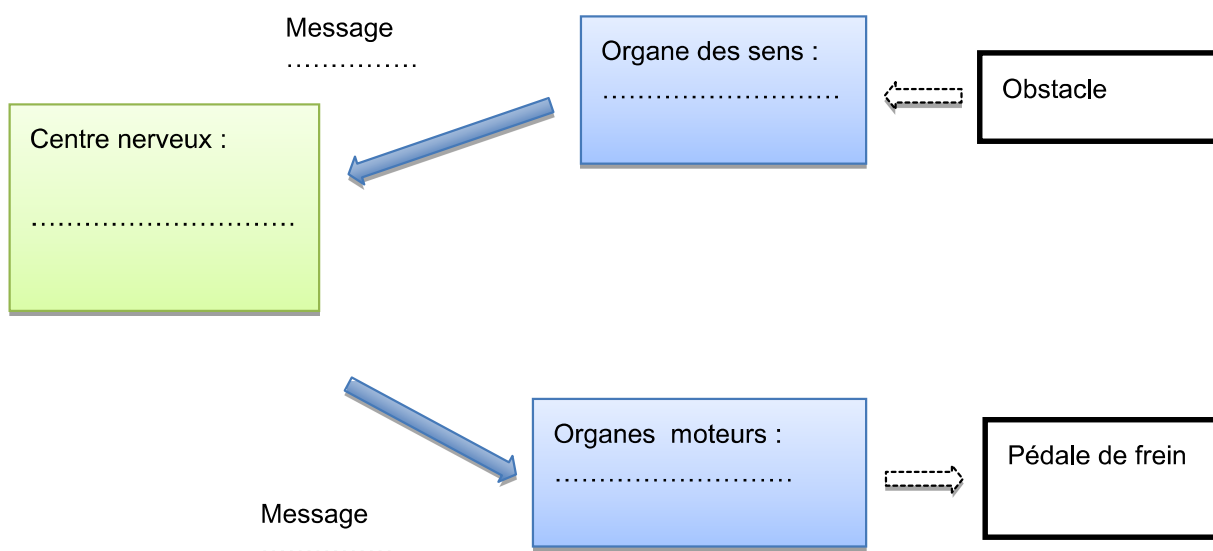 Message
……………
Organe des sens :
………………………
Obstacle
Centre nerveux :
…………………………
Organes  moteurs :
………………………
Pédale de frein
Message
……………